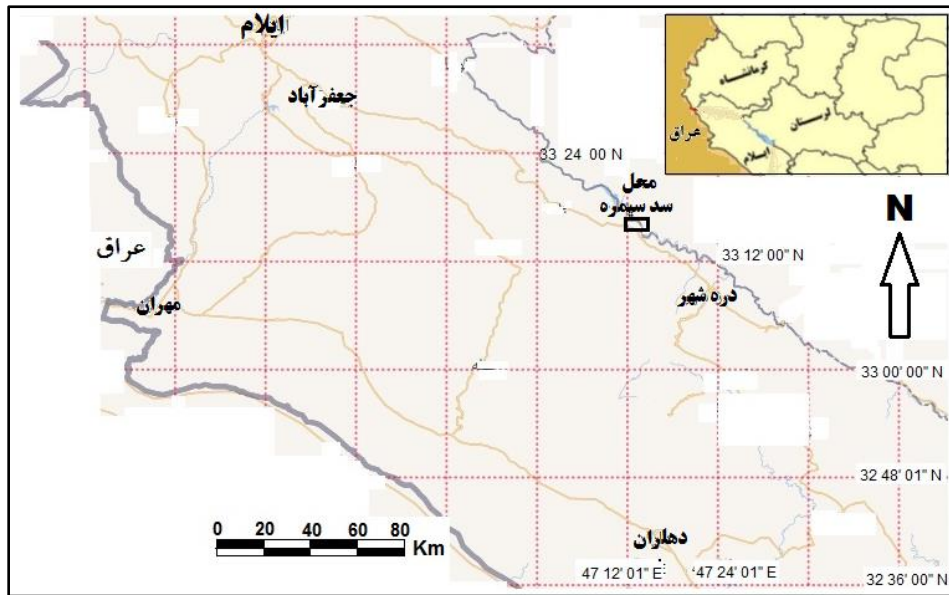 ایلام
جعفرآباد
33 24 00 N
محل
سد سیمره
N
عراق
33 12' 00" N
دره شهر
مهران
33 00' 00" N
32 48' 01" N
0 20 40 60 80
Km
دهلران
47 12' 01" E
47 24' 01" E
32 36' 00" N
کرمانشاه
لرستان
عراق
ایلام